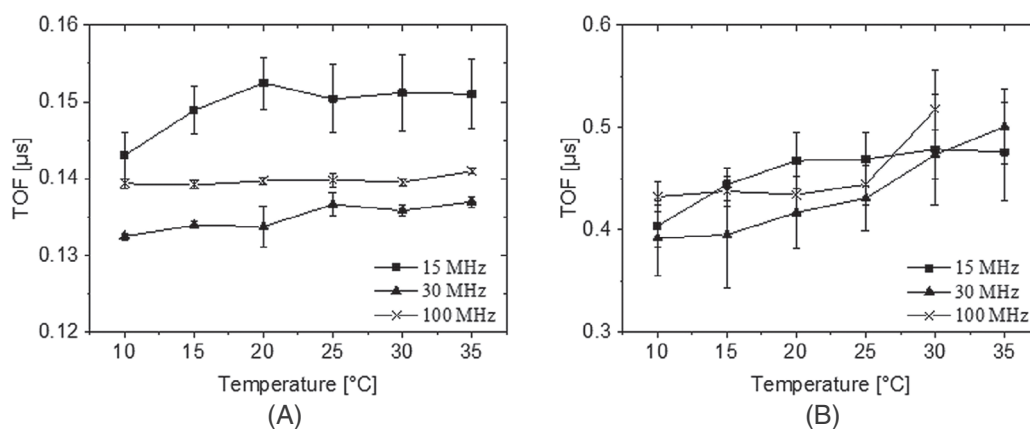 0.16
0.15
0.14
0.13
0.12
TOF [µs]
10 15 20 25 30 35
Temperature [°C]
15 MHz
30 MHz
100 MHz
(A)
0.6
0.5
0.4
0.3
TOF [µs]
10 15 20 25 30 35
Temperature [°C]
15 MHz
30 MHz
100 MHz
(B)